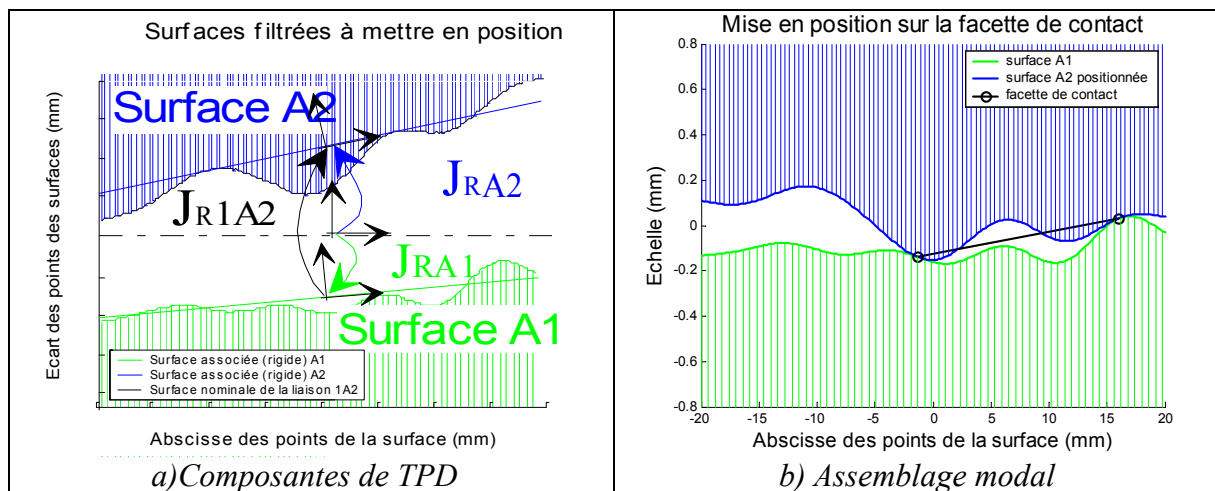 Surfaces filtrées à mettre en position
Ecart des points des surfaces (mm)
Surface A2
JR1A2
JRA2
JRA1
Surface A1
Surface associée (rigide) A1
Surface associée (rigide) A2
Surface nominale de la liaison 1A2
Abscisse des points de la surface (mm)
a)Composantes de TPD
Mise en position sur la facette de contact
Echelle (mm)
0.8
0.6
0.4
0.2
0
-0.2
-0.4
-0.6
-0.8
surface A1
surface A2 positionnée
facette de contact
-20 -15 -10 -5 0 5 10 15 20
Abscisse des points de la surface (mm)
b) Assemblage modal